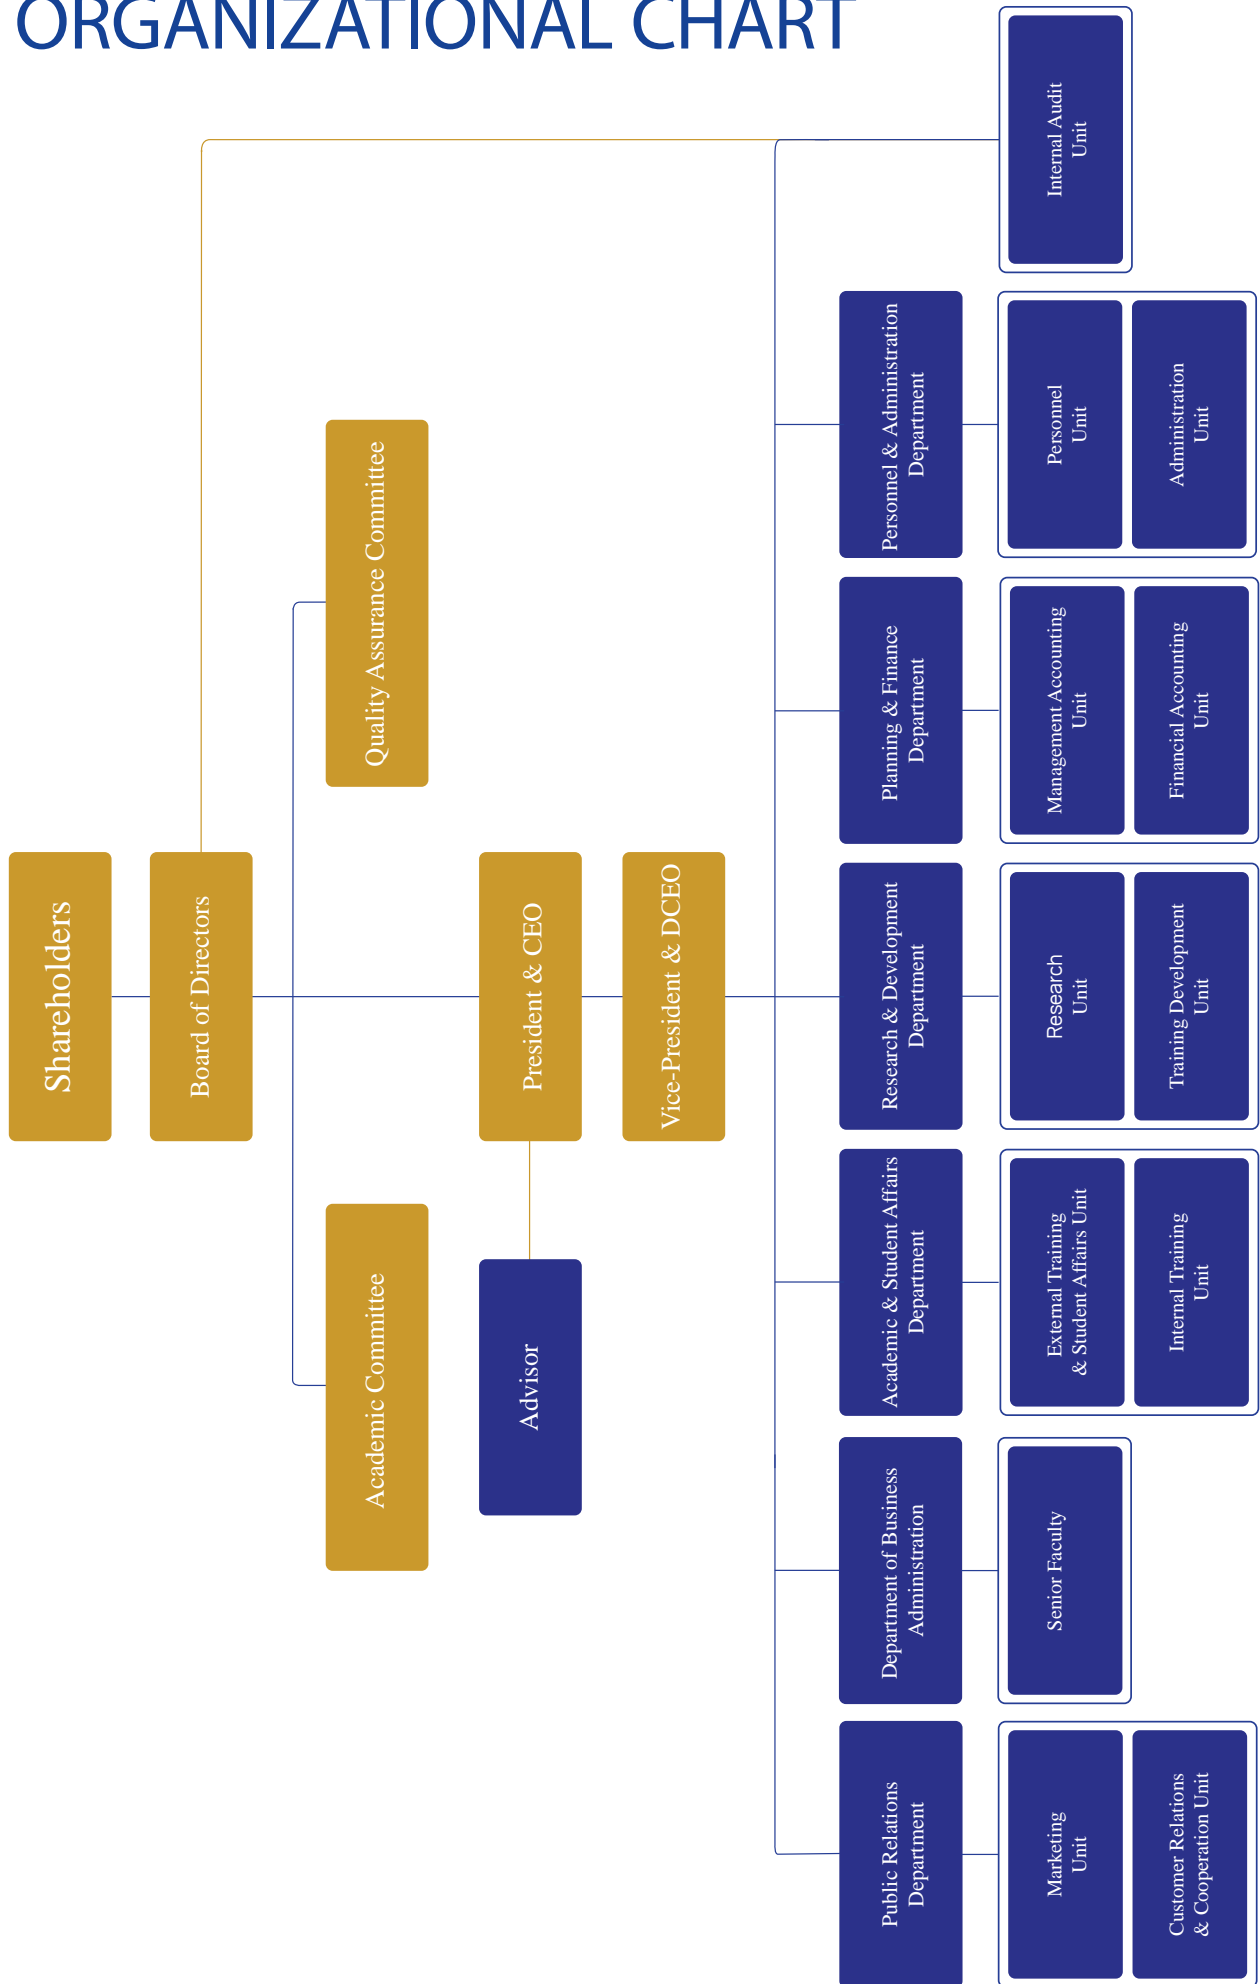 ORGANIZATIONAL CHART
Shareholders
Board of Directors
Academic Committee
Quality Assurance Committee
Advisor
President & CEO
Vice-President & DCEO
Public Relations
Department
Department of Business
Administration
Academic & Student Affairs
Department
Research & Development
Department
Planning & Finance
Department
Personnel & Administration
Department
Marketing
Unit
Customer Relations
& Cooperation Unit
Senior Faculty
External Training
& Student Affairs Unit
Internal Training
Unit
Research
Unit
Training Development
Unit
Management Accounting
Unit
Financial Accounting
Unit
Personnel
Unit
Administration
Unit
Internal Audit
Unit